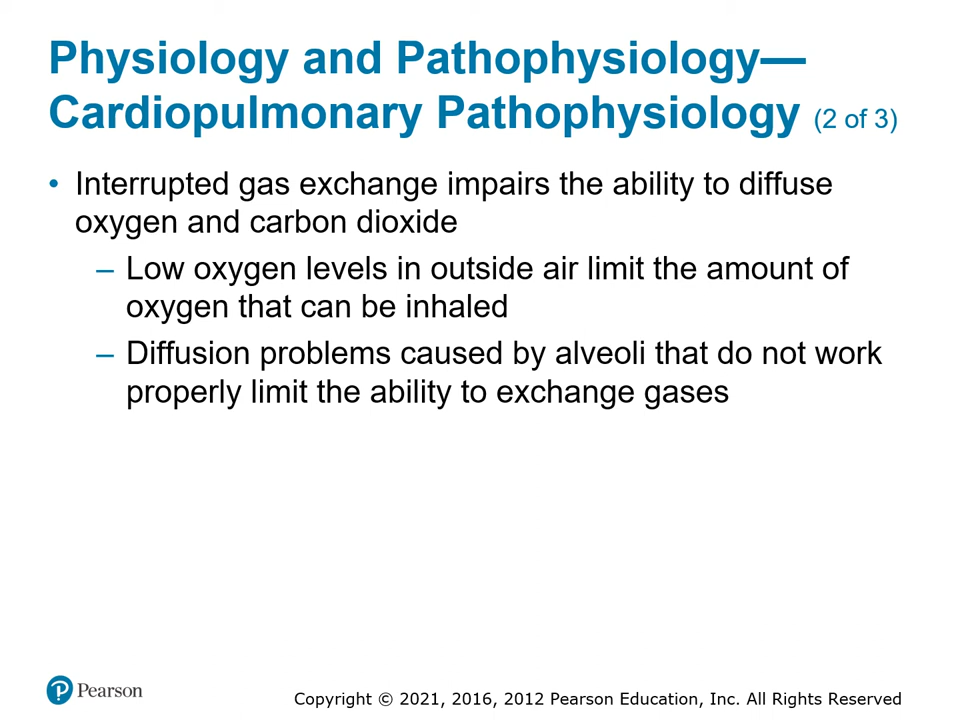 Physiology and Pathophysiology—
Cardiopulmonary Pathophysiology (2 of 3)
• Interrupted gas exchange impairs the ability to diffuse
oxygen and carbon dioxide
– Low oxygen levels in outside air limit the amount of
oxygen that can be inhaled
– Diffusion problems caused by alveoli that do not work
properly limit the ability to exchange gases
Pearson
Copyright © 2021, 2016, 2012 Pearson Education, Inc. All Rights Reserved